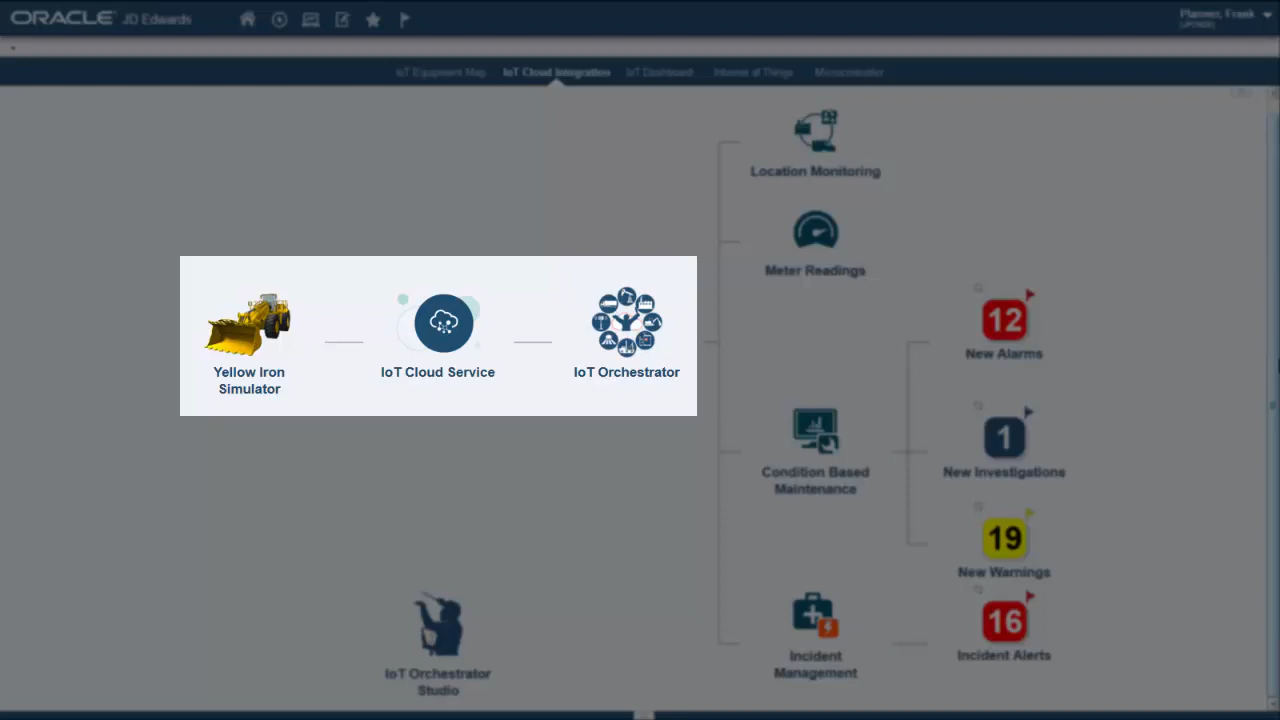 ORACLE JD Edwards
Planner, Frank
IoT Equipment Map
IoT Cloud Integration
IoT Dashboard
Internet of Things
Location Monitoring
Meter Readings
Yellow Iron
Simulator
IoT Cloud Service
IoT Orchestrator
12
New Alarms
Condition Based
Maintenance
1
New Investigations
19
New Warnings
IoT Orchestrator
Studio
Incident
Management
16
Incident Alerts